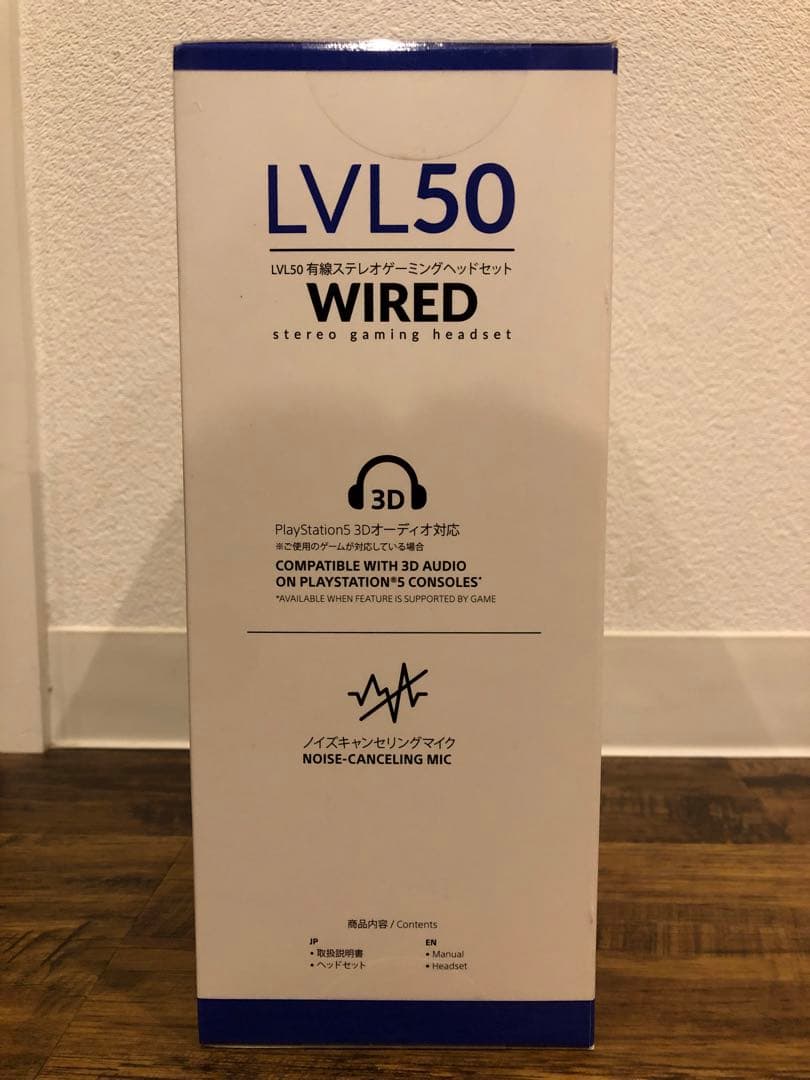 LVL50
LVL50 有線ステレオゲーミングヘッドセット
WIRED
stereo gaming headset
3D
PlayStation5 3Dオーディオ対応
※ご使用のゲームが対応している場合
COMPATIBLE WITH 3D AUDIO
ON PLAYSTATION®5 CONSOLES*
*AVAILABLE WHEN FEATURE IS SUPPORTED BY GAME
ノイズキャンセリングマイク
NOISE-CANCELING MIC
商品内容 / Contents
JP
• 取扱説明書
• ヘッドセット
EN
• Manual
• Headset